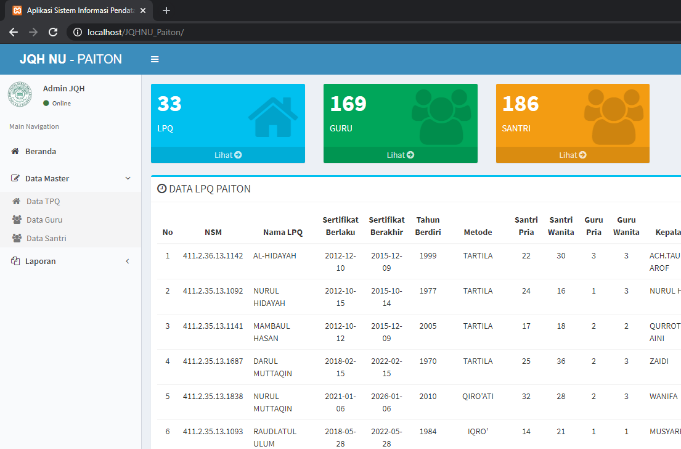 Aplikasi Sistem Informasi Pendat
localhost/JQHNU_Paiton/
JQH NU - PAITON
Admin JQH
Online
Main Navigation
Beranda
Data Master
Data TPQ
Data Guru
Data Santri
Laporan
33
LPQ
Lihat
169
GURU
Lihat
186
SANTRI
Lihat
DATA LPQ PAITON
No NSM Nama LPQ Sertifikat Berlaku Sertifikat Berakhir Tahun Berdiri Metode Santri Pria Santri Wanita Guru Pria Guru Wanita Kepala
1 411.2.36.13.1142 AL-HIDAYAH 2012-12-10 2015-12-09 1999 TARTILA 22 30 3 3 ACH.TAU AROF
2 411.2.35.13.1092 NURUL HIDAYAH 2012-10-15 2015-10-14 1977 TARTILA 24 16 1 3 NURUL H
3 411.2.35.13.1141 MAMBAUL HASAN 2012-10-12 2015-12-09 2005 TARTILA 17 18 2 2 QURROT AINI
4 411.2.35.13.1687 DARUL MUTTAQIN 2018-02-15 2022-02-15 1970 TARTILA 25 36 2 3 ZAIDI
5 411.2.35.13.1838 NURUL MUTTAQIN 2021-01-06 2026-01-06 2010 QIRO'ATI 32 28 2 3 WANIFA
6 411.2.35.13.1093 RAUDLATUL ULUM 2018-05-28 2022-05-28 1984 IQRO' 14 21 1 1 MUSYARI